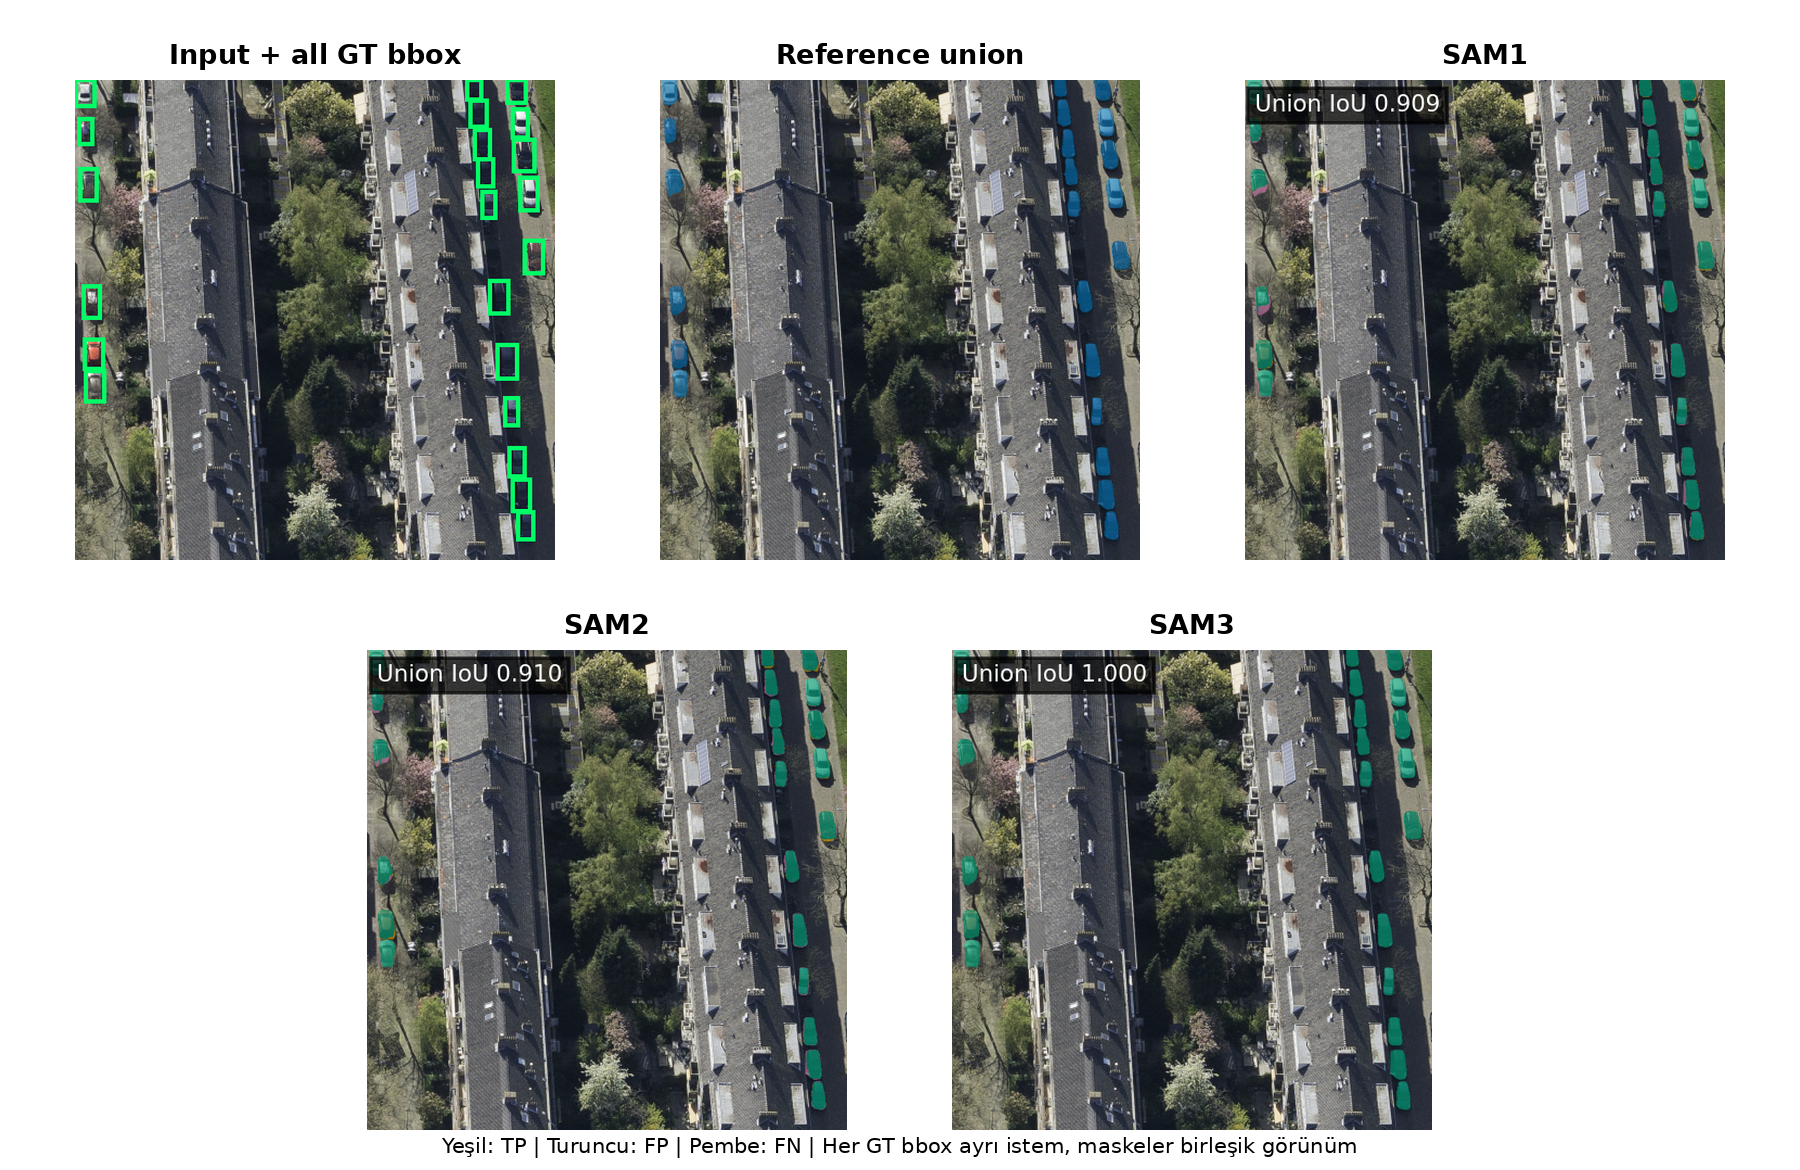 Input + all GT bbox
Reference union
SAM1
Union IoU 0.909
SAM2
SAM3
Union IoU 0.910
Union IoU 1.000
Yeşil: TP | Turuncu: FP | Pembe: FN | Her GT bbox ayrı istem, maskeler birleşik görünüm